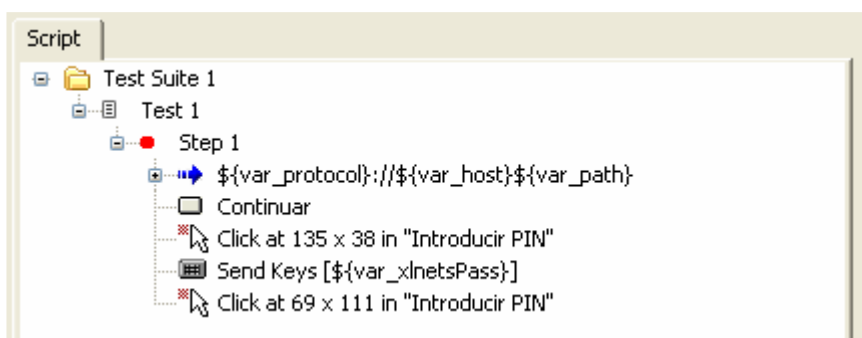 Script
Test Suite 1
Test 1
Step 1
${var_protocol}://${var_host}${var_path}
Continuar
Click at 135 x 38 in "Introducir PIN"
Send Keys [${var_xlnetsPass}]
Click at 69 x 111 in "Introducir PIN"